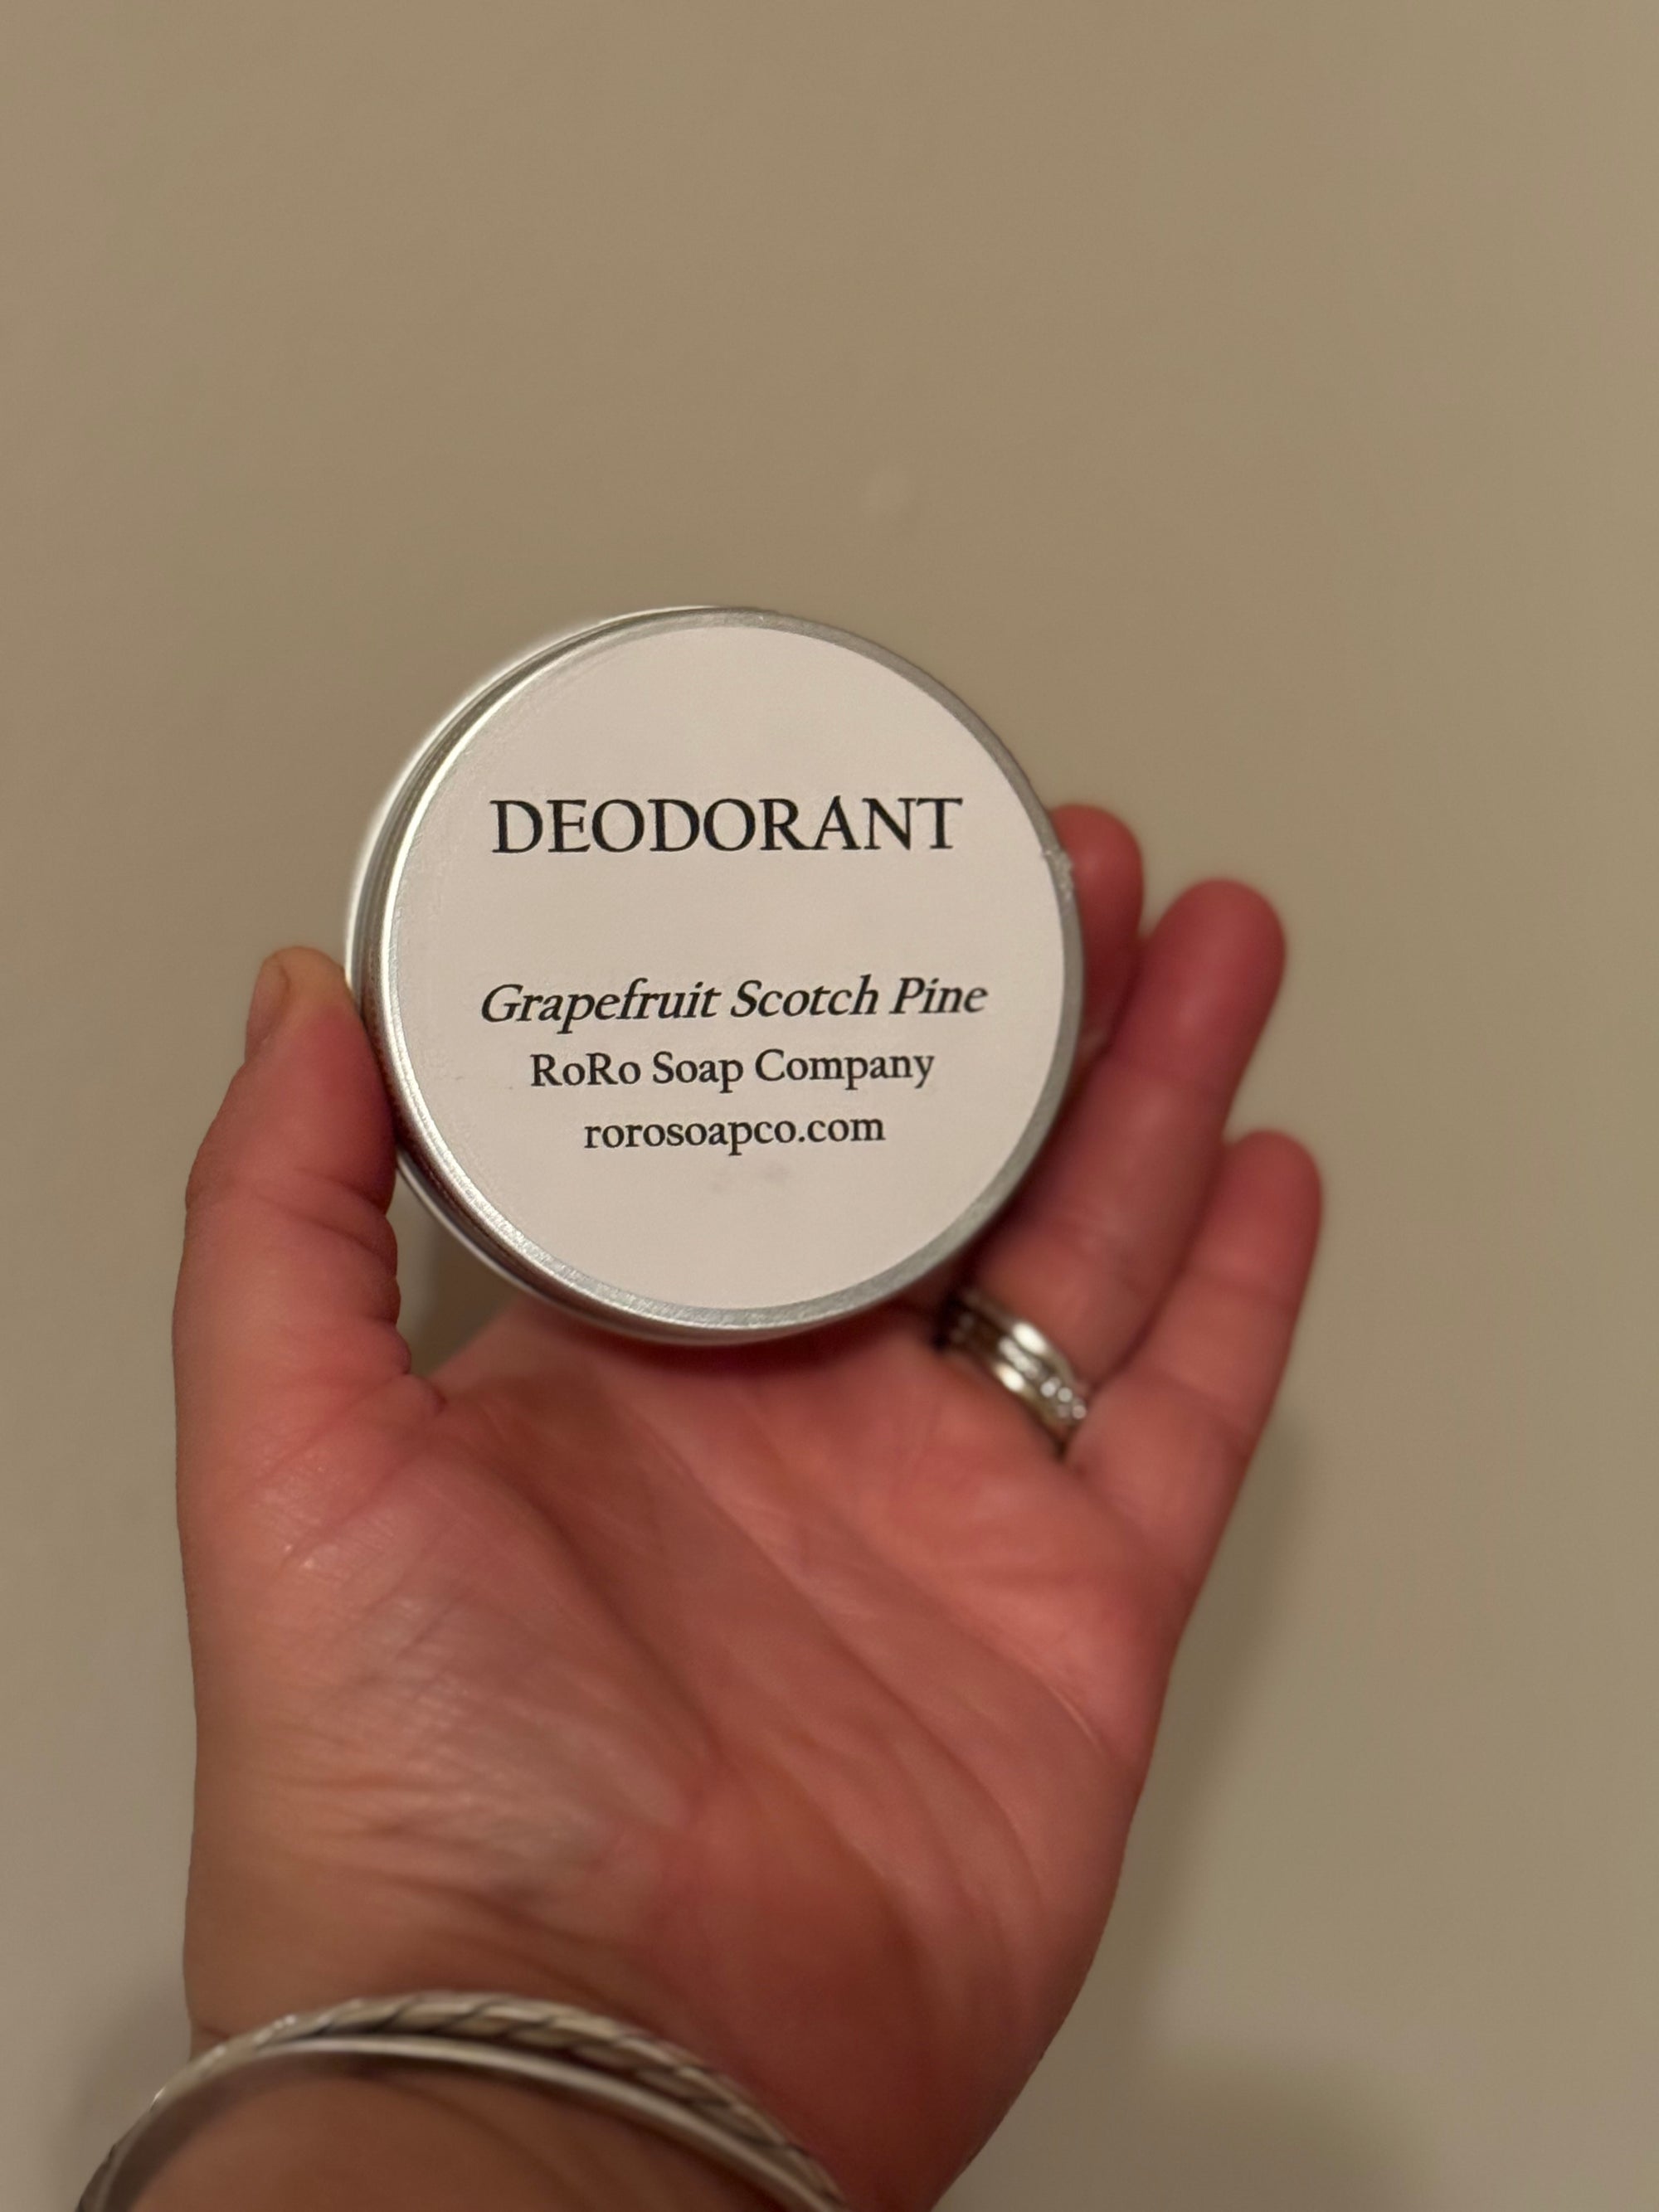 DEODORANT
Grapefruit Scotch Pine
RoRo Soap Company
rorosoapco.com